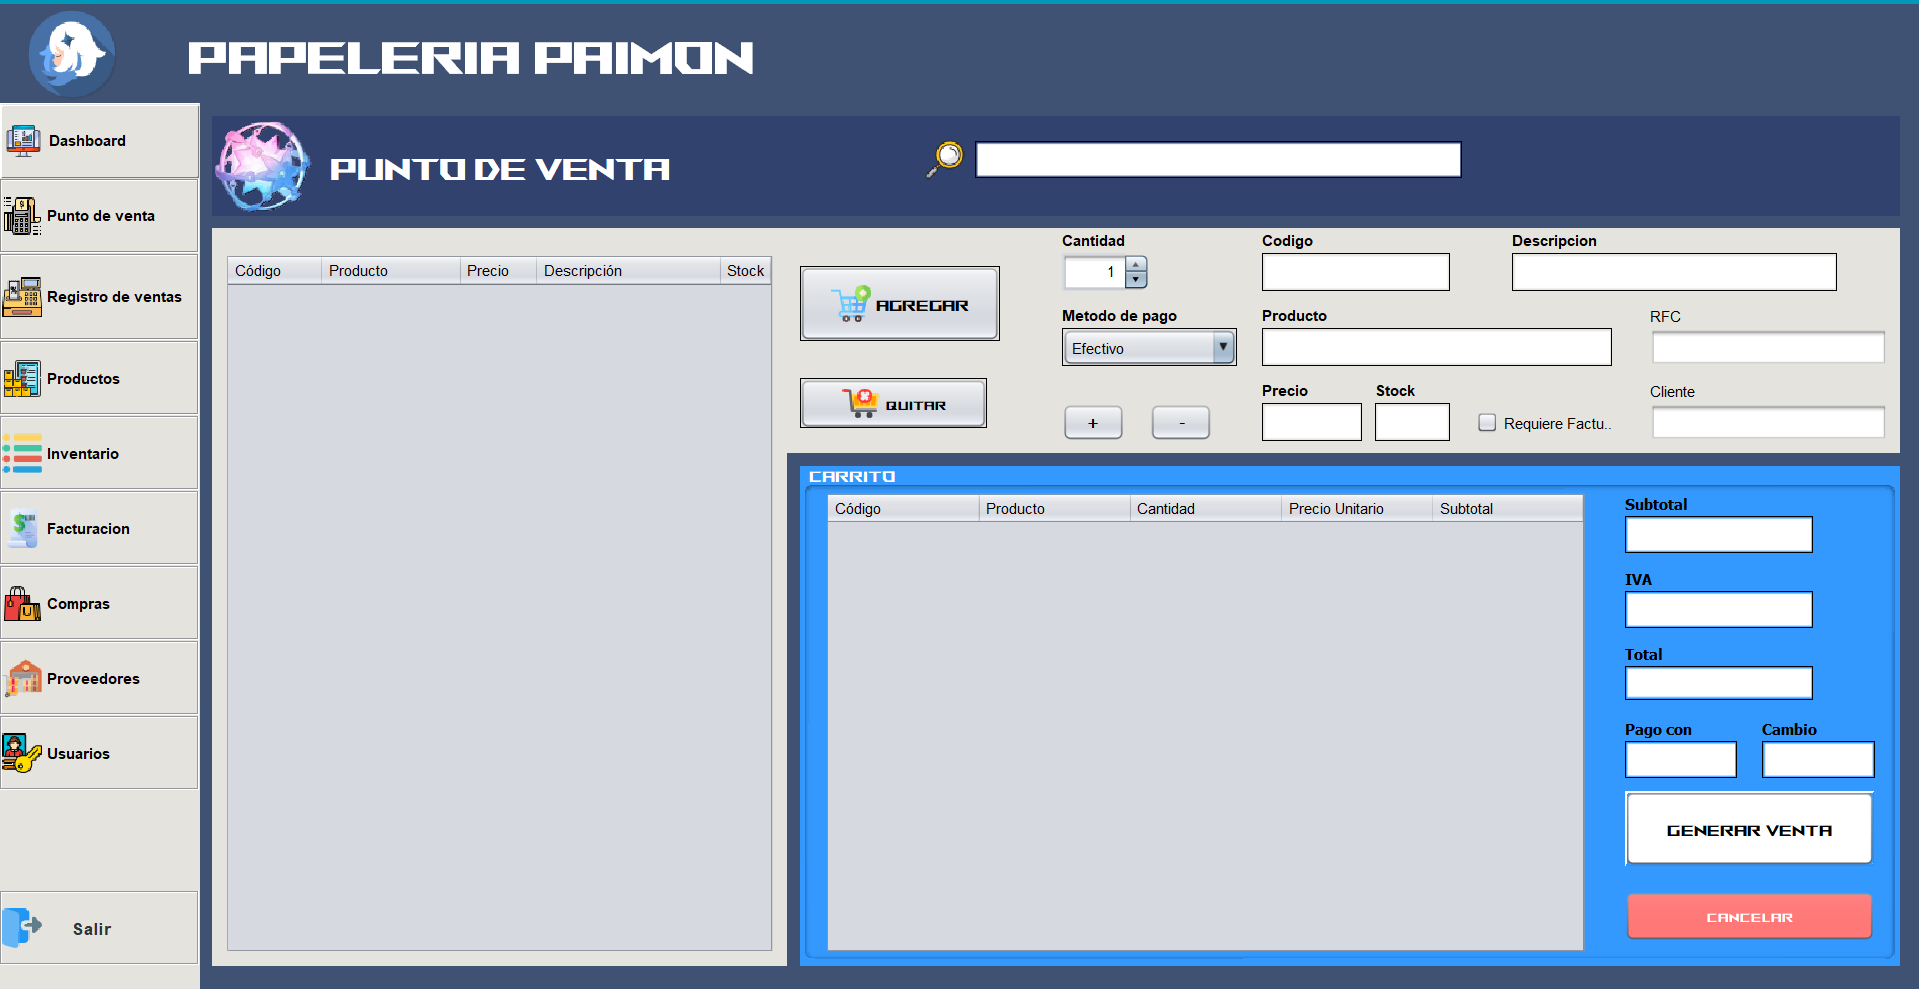 PAPELERIA PAIMON
Dashboard
Punto de venta
Registro de ventas
Productos
Inventario
Facturacion
Compras
Proveedores
Usuarios
Salir
PUNTO DE VENTA
Código Producto Precio Descripción Stock
AGREGAR
QUITAR
Cantidad
1
Codigo
Descripcion
Metodo de pago
Efectivo
Producto
RFC
+ -
Precio
Stock
Requiere Factu..
Cliente
CARRITO
Código Producto Cantidad Precio Unitario Subtotal
Subtotal
IVA
Total
Pago con Cambio
GENERAR VENTA
CANCELAR